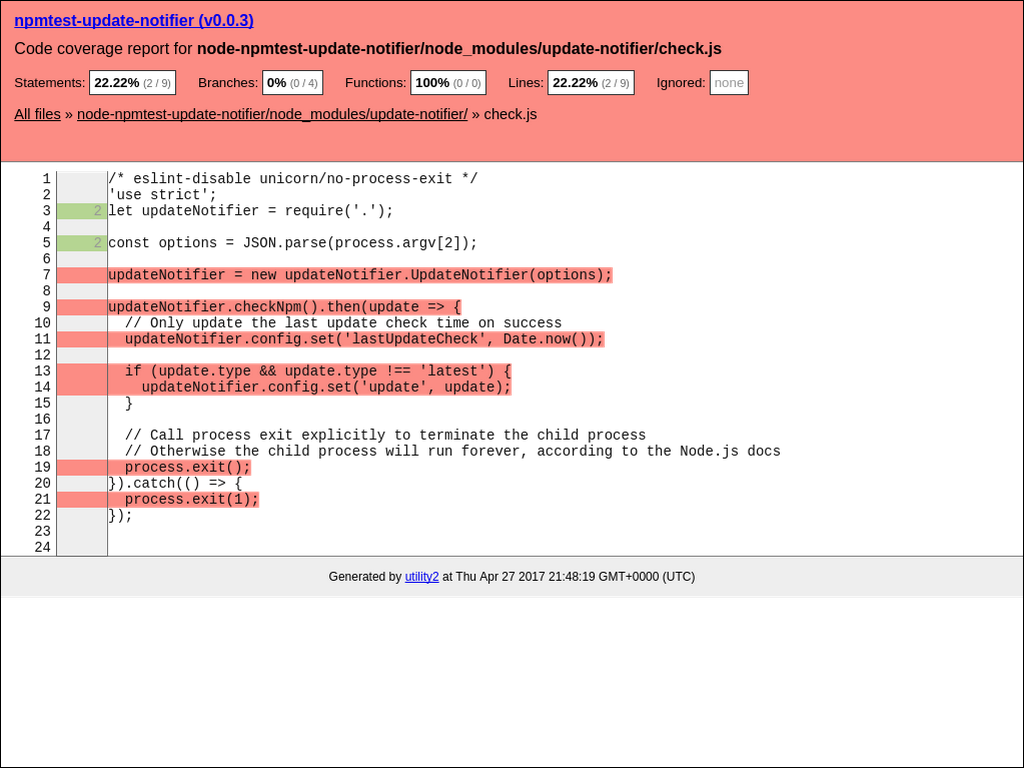 npmtest-update-notifier (v0.0.3)
Code coverage report for node-npmtest-update-notifier/node_modules/update-notifier/check.js
Statements: 22.22% (2 / 9) Branches: 0% (0 / 4) Functions: 100% (0 / 0) Lines: 22.22% (2 / 9) Ignored: none
All files » node-npmtest-update-notifier/node_modules/update-notifier/ » check.js
1 /* eslint-disable unicorn/no-process-exit */
2 'use strict';
3 2 let updateNotifier = require('.');
4
5 2 const options = JSON.parse(process.argv[2]);
6
7 updateNotifier = new updateNotifier.UpdateNotifier(options);
8
9 updateNotifier.checkNpm().then(update => {
10   // Only update the last update check time on success
11   updateNotifier.config.set('lastUpdateCheck', Date.now());
12
13   if (update.type && update.type !== 'latest') {
14     updateNotifier.config.set('update', update);
15   }
16
17   // Call process exit explicitly to terminate the child process
18   // Otherwise the child process will run forever, according to the Node.js docs
19   process.exit();
20 }).catch(() => {
21   process.exit(1);
22 });
23
24
Generated by utility2 at Thu Apr 27 2017 21:48:19 GMT+0000 (UTC)